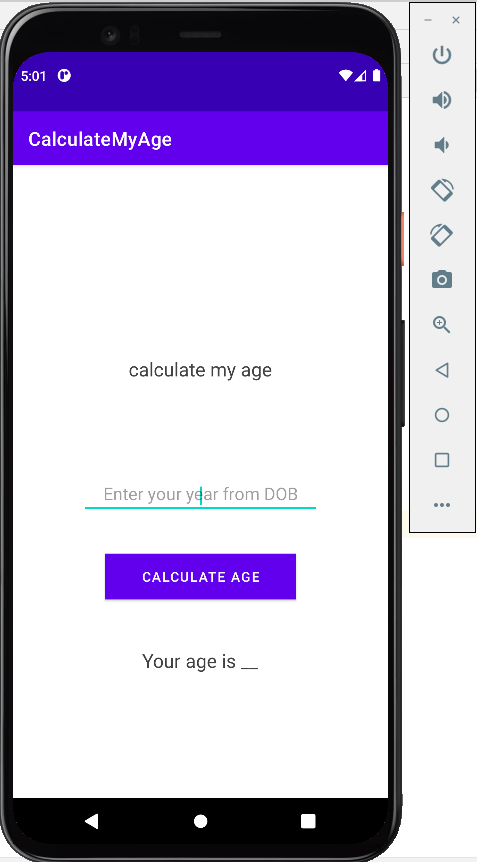 5:01
CalculateMyAge
calculate my age
Enter your year from DOB
CALCULATE AGE
Your age is __